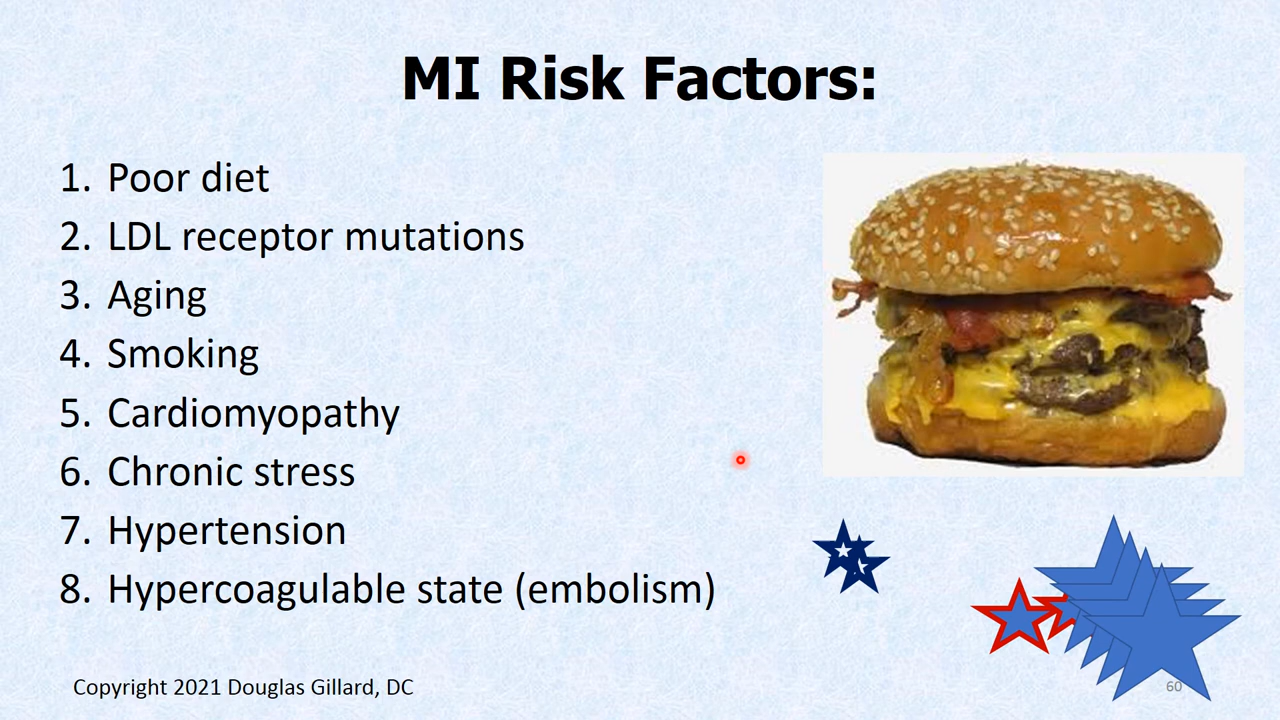 MI Risk Factors:
1. Poor diet
2. LDL receptor mutations
3. Aging
4. Smoking
5. Cardiomyopathy
6. Chronic stress
7. Hypertension
8. Hypercoagulable state (embolism)
Copyright 2021 Douglas Gillard, DC
60